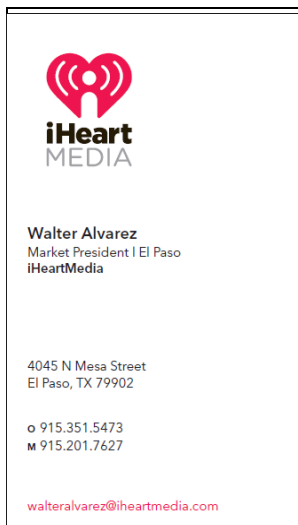 iHeart
MEDIA
Walter Alvarez
Market President | El Paso
iHeartMedia
4045 N Mesa Street
El Paso, TX 79902
O 915.351.5473
M 915.201.7627
walteralvarez@iheartmedia.com